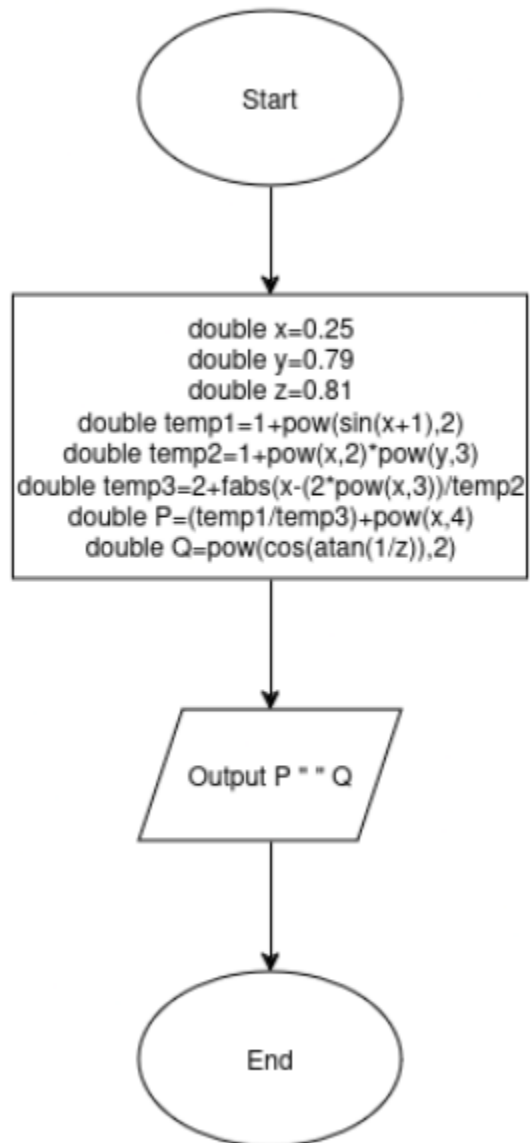 Start
double x=0.25
double y=0.79
double z=0.81
double temp1=1+pow(sin(x+1),2)
double temp2=1+pow(x,2)*pow(y,3)
double temp3=2+fabs(x-(2*pow(x,3))/temp2
double P=(temp1/temp3)+pow(x,4)
double Q=pow(cos(atan(1/z)),2)
Output P " " Q
End